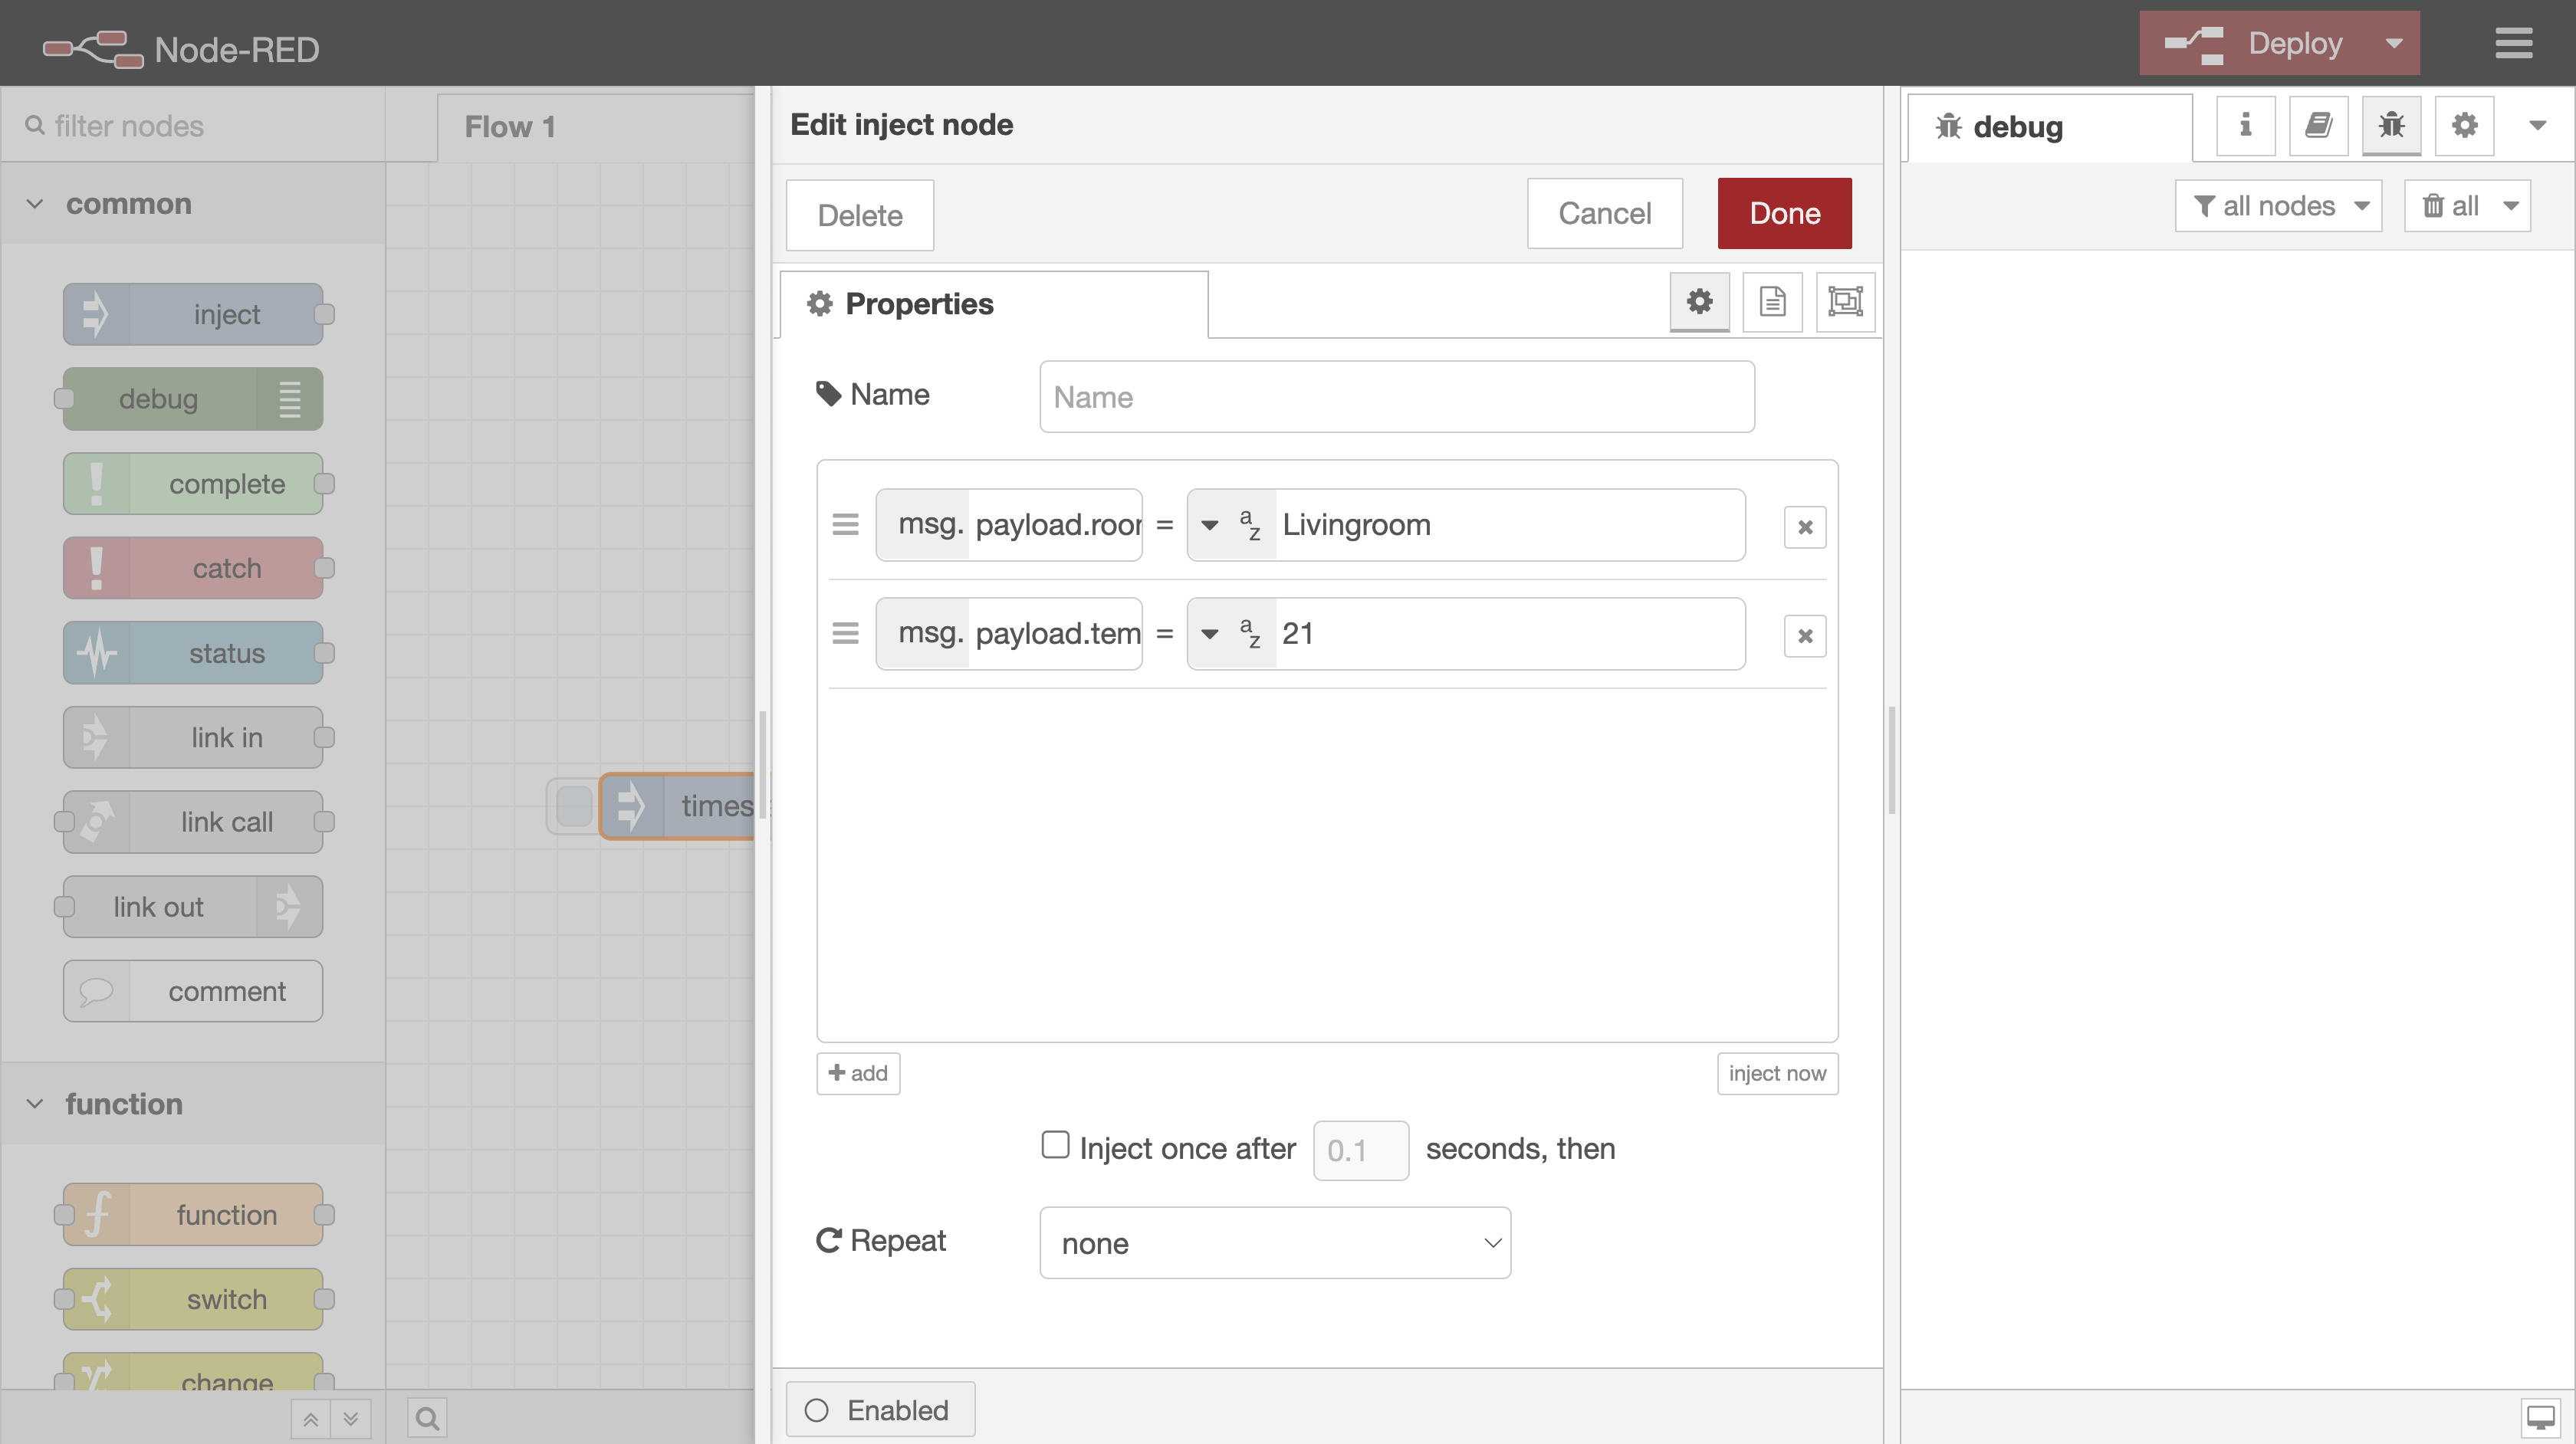 Node-RED
Deploy
filter nodes
Flow 1
Edit inject node
debug
Delete
Cancel
Done
all nodes
all
common
Properties
inject
debug
complete
catch
status
link in
link call
link out
comment
Name
Name
msg. payload.roor = az Livingroom
msg. payload.tem = az 21
times
add
inject now
Inject once after 0.1 seconds, then
Repeat
none
function
function
switch
change
Enabled